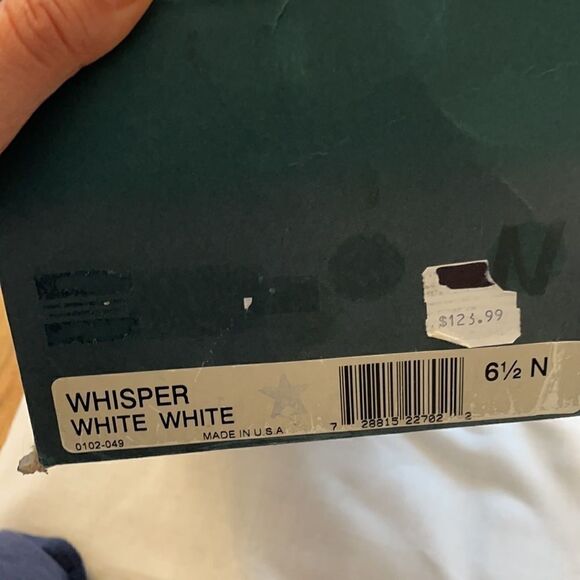 N
$123.99
WHISPER
WHITE WHITE
0102-049
MADE IN U.S.A
6½ N
7 28815 22702 2